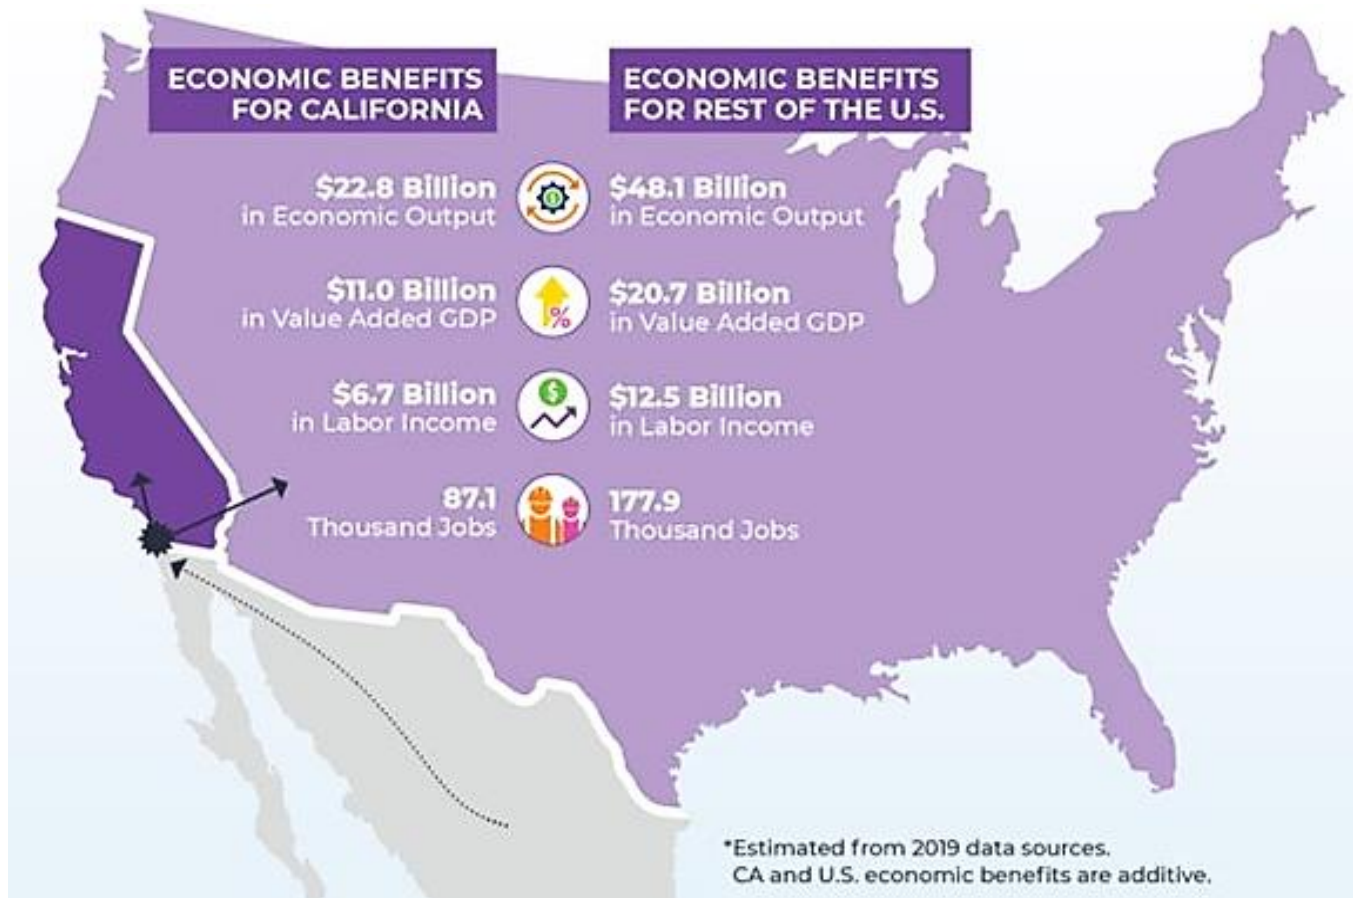 ECONOMIC BENEFITS
FOR CALIFORNIA
$22.8 Billion
in Economic Output
$11.0 Billion
in Value Added GDP
$6.7 Billion
in Labor Income
87.1
Thousand Jobs
ECONOMIC BENEFITS
FOR REST OF THE U.S.
$48.1 Billion
in Economic Output
$20.7 Billion
in Value Added GDP
$12.5 Billion
in Labor Income
177.9
Thousand Jobs
$
%
$
*Estimated from 2019 data sources.
CA and U.S. economic benefits are additive.